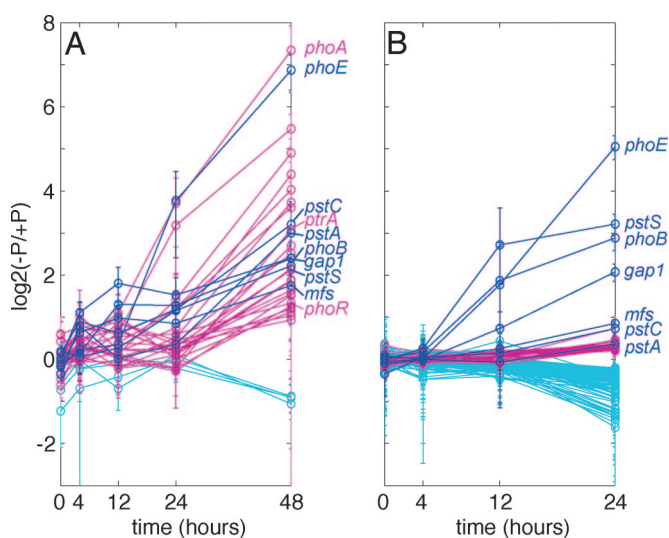 A
B
log2(-P/+P)
8
6
4
2
0
-2
phoA
phoE
pstC
ptrA
pstA
phoB
gap1
pstS
mfs
phoR
phoE
pstS
phoB
gap1
mfs
pstC
pstA
0 4 12 24 48
0 4 12 24
time (hours)
time (hours)